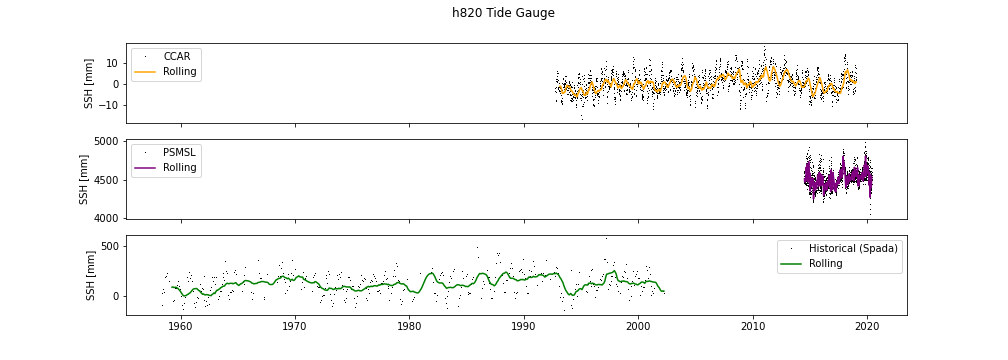 h820 Tide Gauge
CCAR
Rolling
SSH [mm]
10
0
−10
PSMSL
Rolling
SSH [mm]
5000
4500
4000
Historical (Spada)
Rolling
SSH [mm]
500
0
1960 1970 1980 1990 2000 2010 2020